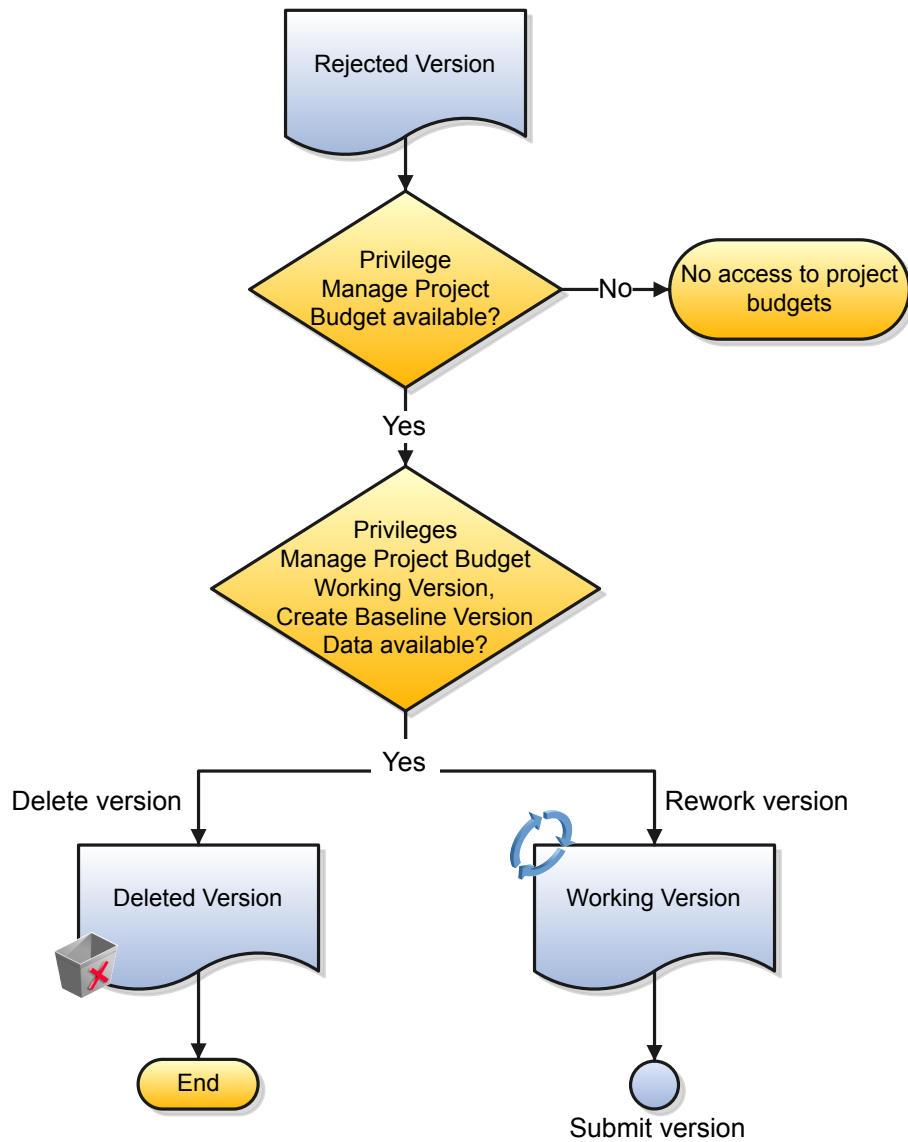 Rejected Version
Privilege
Manage Project
Budget available?
No
No access to project
budgets
Yes
Privileges
Manage Project Budget
Working Version,
Create Baseline Version
Data available?
Yes
Delete version
Rework version
Deleted Version
Working Version
End
Submit version